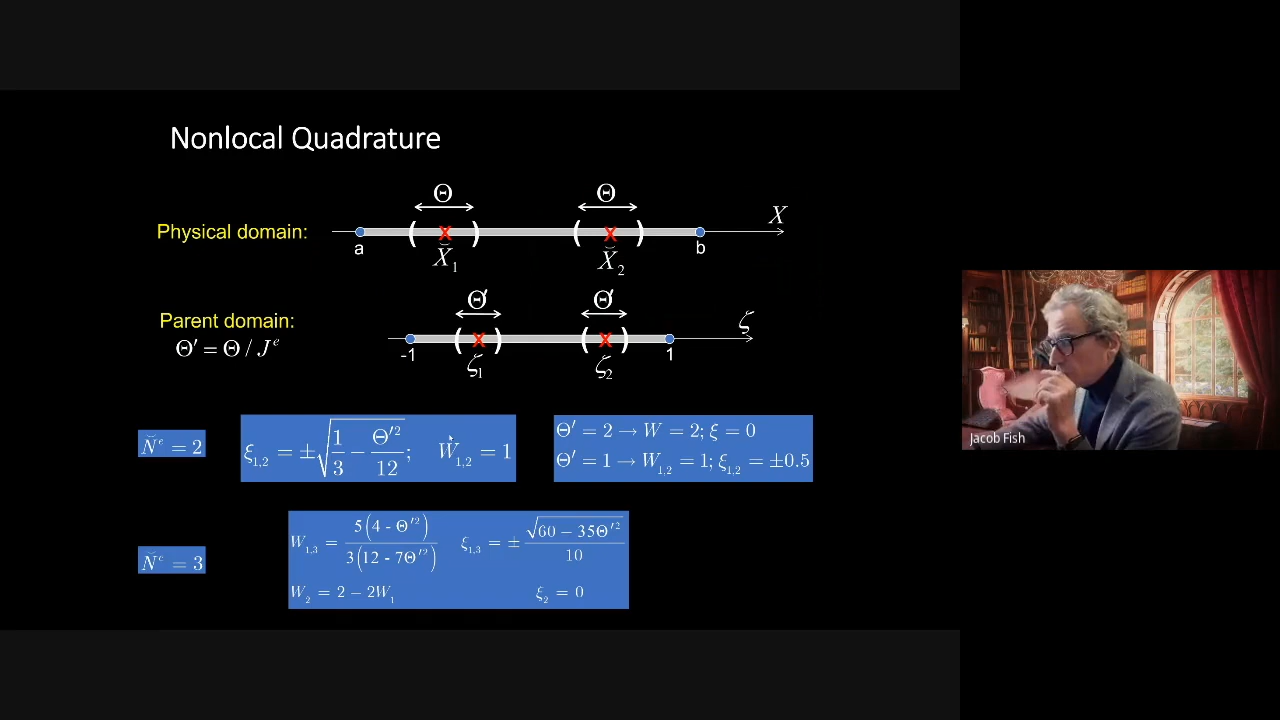 Nonlocal Quadrature
Θ Θ
Physical domain: ( x ) ( x ) X
a X̆₁ X̆₂ b
Θ′ Θ′
Parent domain: ( x ) ( x ) ζ
Θ′ = Θ / Jᵉ
-1 ζ₁ ζ₂ 1
N̆ᵉ = 2
ξ₁,₂ = ±√(1/3 − Θ′²/12); W̆₁,₂ = 1
Θ′ = 2 → W = 2; ξ = 0
Θ′ = 1 → W₁,₂ = 1; ξ₁,₂ = ±0.5
N̆ᵉ = 3
W₁,₃ = 5(4 - Θ′²) / 3(12 - 7Θ′²) ξ₁,₃ = ± √(60 − 35Θ′²) / 10
W₂ = 2 − 2W₁ ξ₂ = 0
Jacob Fish